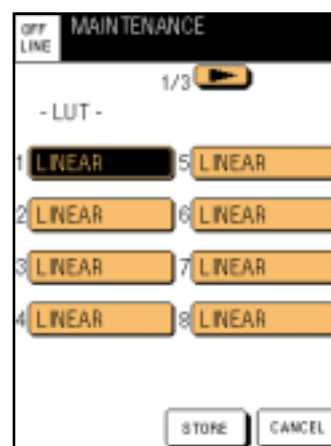 OFF LINE MAINTENANCE
1/3
- LUT -
1 LINEAR 5 LINEAR
2 LINEAR 6 LINEAR
3 LINEAR 7 LINEAR
4 LINEAR 8 LINEAR
STORE CANCEL